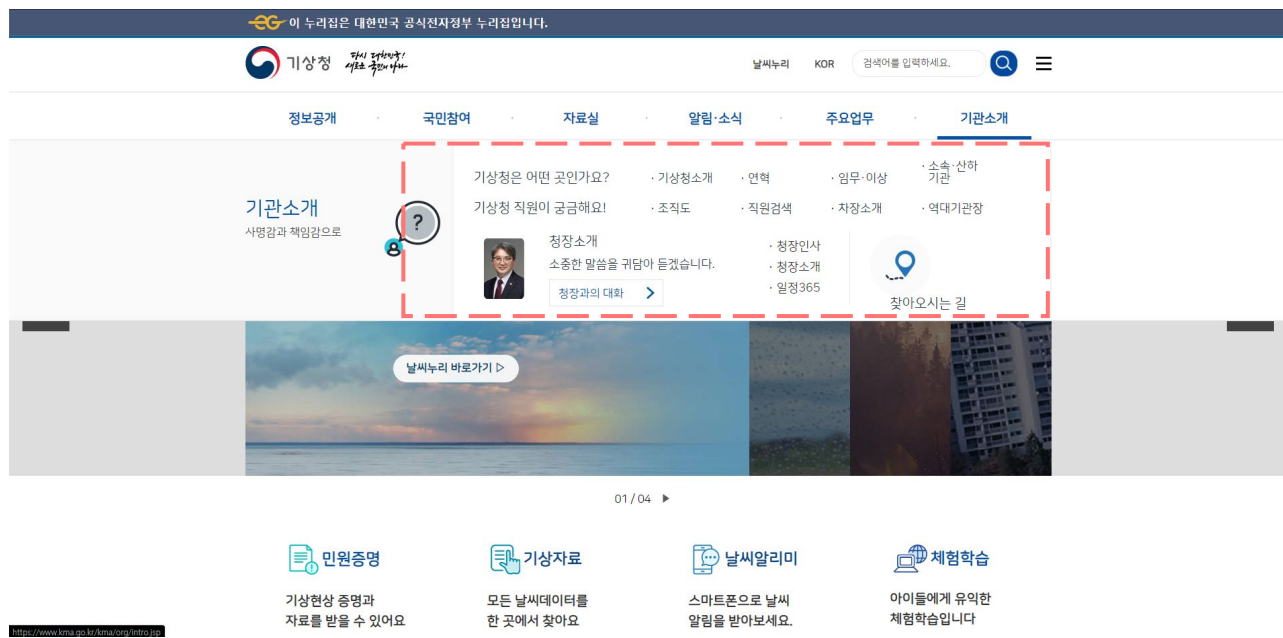 이 누리집은 대한민국 공식전자정부 누리집입니다.
기상청 다시 대한민국! 새로운 국민의 나라
날씨누리 KOR 검색어를 입력하세요.
정보공개 · 국민참여 · 자료실 · 알림·소식 · 주요업무 · 기관소개
기관소개
사명감과 책임감으로
?
기상청은 어떤 곳인가요? · 기상청소개 · 연혁 · 임무·이상 · 소속·산하
기관
기상청 직원이 궁금해요! · 조직도 · 직원검색 · 차장소개 · 역대기관장
청장소개
소중한 말씀을 귀담아 듣겠습니다.
청장과의 대화
· 청장인사
· 청장소개
· 일정365
찾아오시는 길
날씨누리 바로가기 ▷
01 / 04
민원증명
기상현상 증명과
자료를 받을 수 있어요
기상자료
모든 날씨데이터를
한 곳에서 찾아요
날씨알리미
스마트폰으로 날씨
알림을 받아보세요.
체험학습
아이들에게 유익한
체험학습입니다
https://www.kma.go.kr/kma/org/intro.jsp